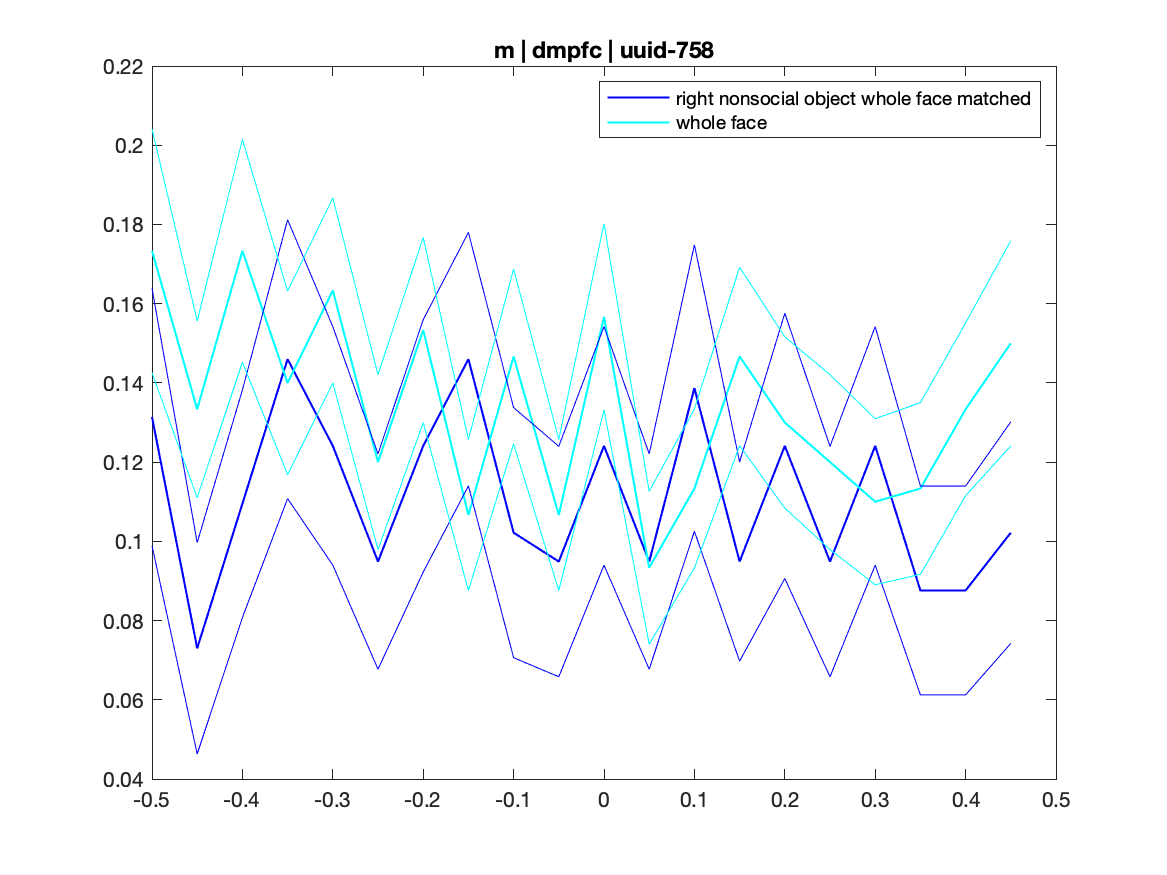 m | dmpfc | uuid-758
right nonsocial object whole face matched
whole face
0.22
0.2
0.18
0.16
0.14
0.12
0.1
0.08
0.06
0.04
-0.5 -0.4 -0.3 -0.2 -0.1 0 0.1 0.2 0.3 0.4 0.5